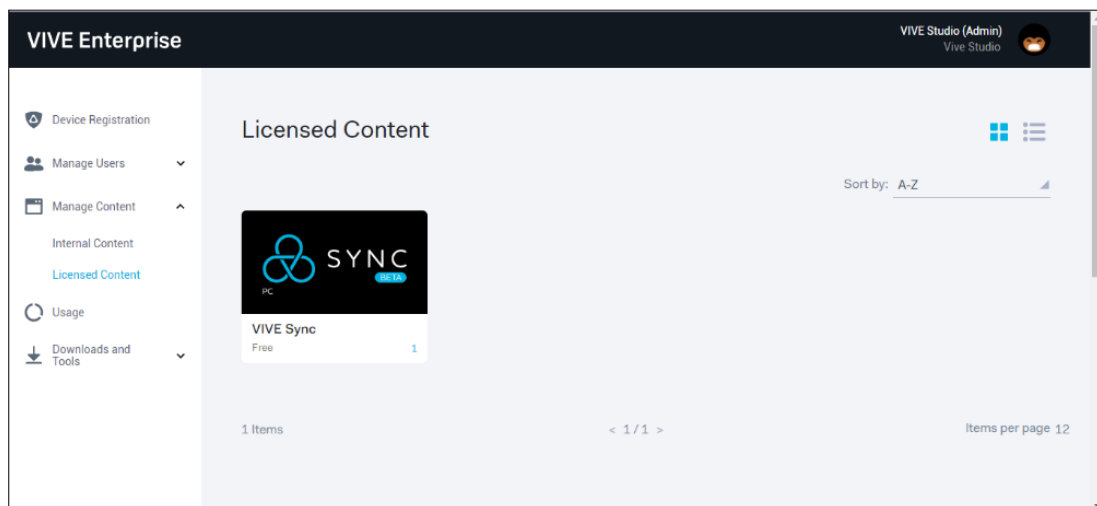 VIVE Enterprise
VIVE Studio (Admin)
Vive Studio
Device Registration
Manage Users
Manage Content
Internal Content
Licensed Content
Usage
Downloads and
Tools
Licensed Content
Sort by: A-Z
SYNC
BETA
PC
VIVE Sync
Free 1
1 Items < 1 / 1 > Items per page 12